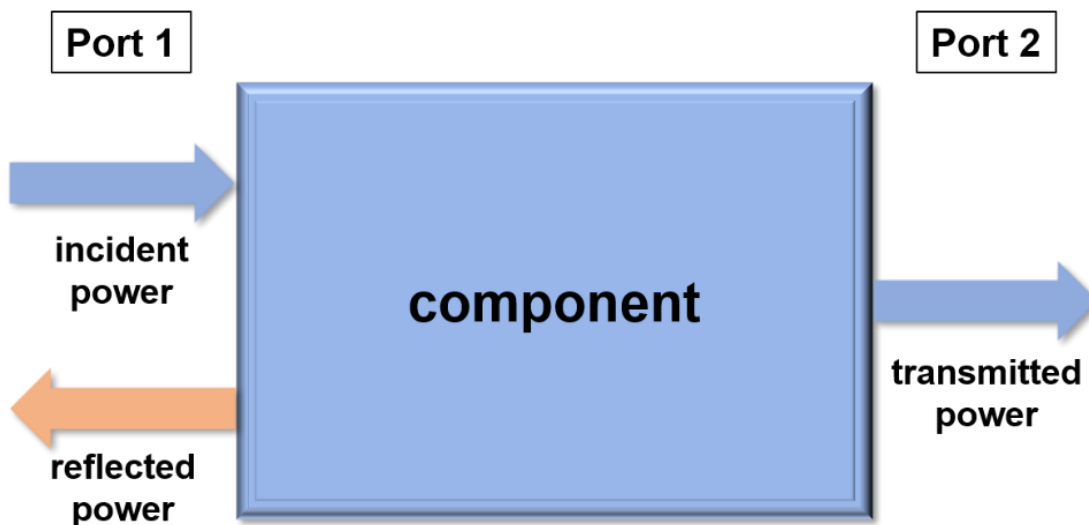 Port 1
Port 2
incident
power
component
transmitted
power
reflected
power